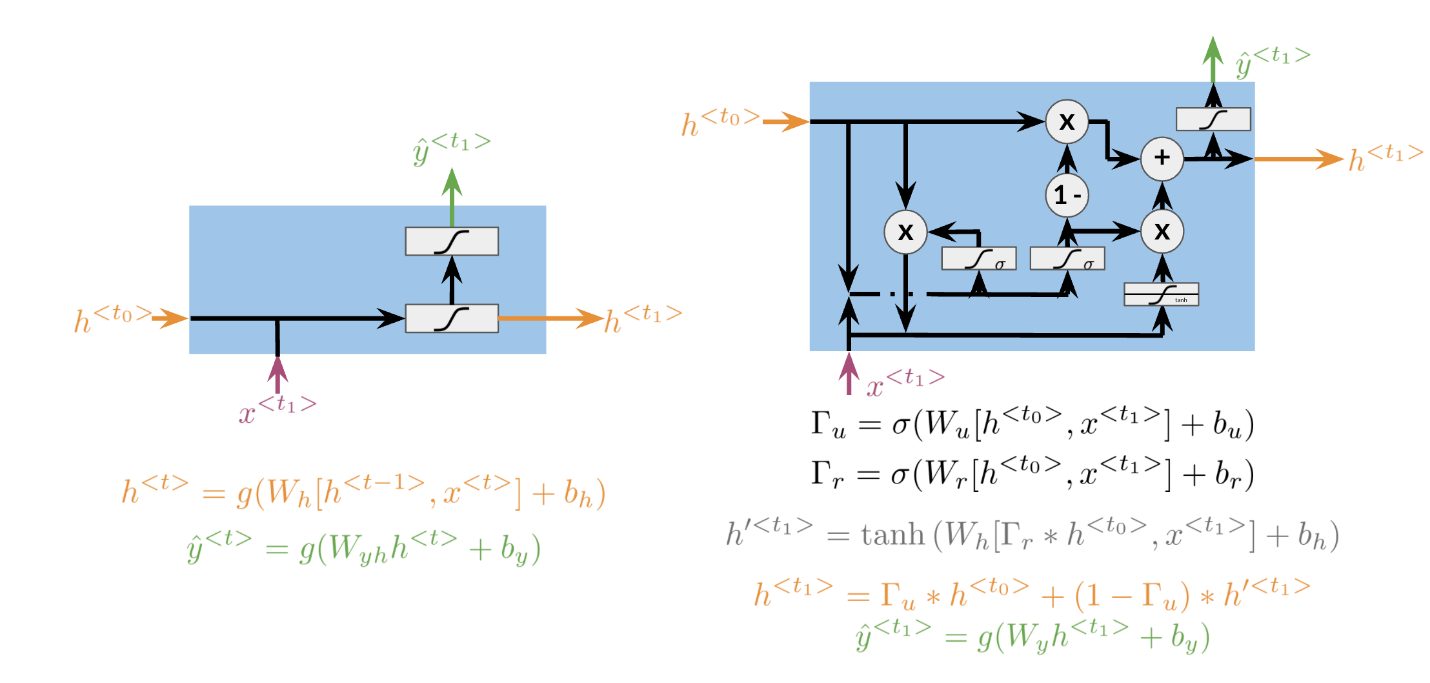 ŷ^{<t_1>}
h^{<t_0>}
h^{<t_1>}
x^{<t_1>}
h^{<t>} = g(W_h[h^{<t-1>}, x^{<t>}] + b_h)
ŷ^{<t>} = g(W_{yh}h^{<t>} + b_y)
ŷ^{<t_1>}
h^{<t_0>}
x
+
h^{<t_1>}
1 -
x
x
σ
σ
tanh
x^{<t_1>}
Γ_u = σ(W_u[h^{<t_0>}, x^{<t_1>}] + b_u)
Γ_r = σ(W_r[h^{<t_0>}, x^{<t_1>}] + b_r)
h'^{<t_1>} = tanh (W_h[Γ_r * h^{<t_0>}, x^{<t_1>}] + b_h)
h^{<t_1>} = Γ_u * h^{<t_0>} + (1 − Γ_u) * h'^{<t_1>}
ŷ^{<t_1>} = g(W_y h^{<t_1>} + b_y)